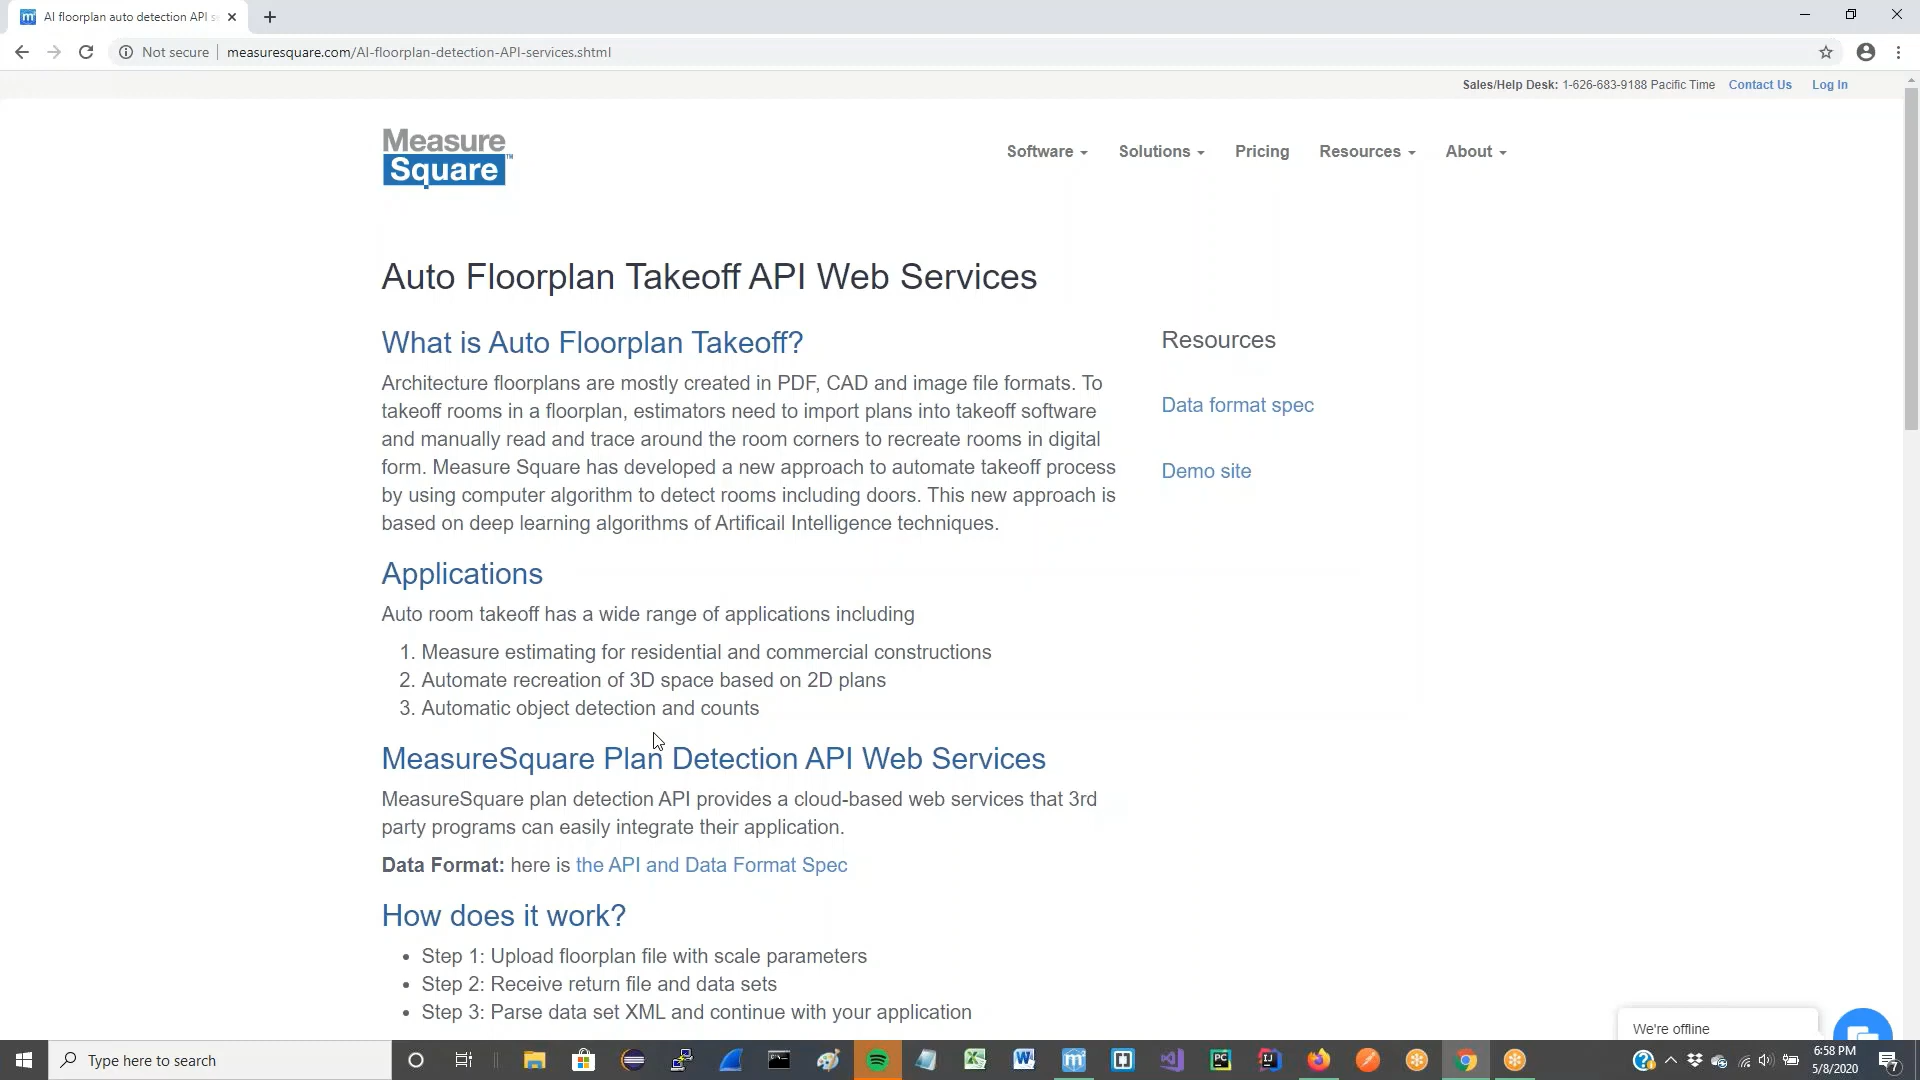 AI floorplan auto detection API s
Not secure
measuresquare.com/AI-floorplan-detection-API-services.shtml
Sales/Help Desk: 1-626-683-9188 Pacific Time Contact Us Log In
Measure
Square™
Software Solutions Pricing Resources About
Auto Floorplan Takeoff API Web Services
What is Auto Floorplan Takeoff?
Architecture floorplans are mostly created in PDF, CAD and image file formats. To
takeoff rooms in a floorplan, estimators need to import plans into takeoff software
and manually read and trace around the room corners to recreate rooms in digital
form. Measure Square has developed a new approach to automate takeoff process
by using computer algorithm to detect rooms including doors. This new approach is
based on deep learning algorithms of Artificail Intelligence techniques.
Resources
Data format spec
Demo site
Applications
Auto room takeoff has a wide range of applications including
1. Measure estimating for residential and commercial constructions
2. Automate recreation of 3D space based on 2D plans
3. Automatic object detection and counts
MeasureSquare Plan Detection API Web Services
MeasureSquare plan detection API provides a cloud-based web services that 3rd
party programs can easily integrate their application.
Data Format: here is the API and Data Format Spec
How does it work?
• Step 1: Upload floorplan file with scale parameters
• Step 2: Receive return file and data sets
• Step 3: Parse data set XML and continue with your application
We're offline
Type here to search
6:58 PM
5/8/2020
7